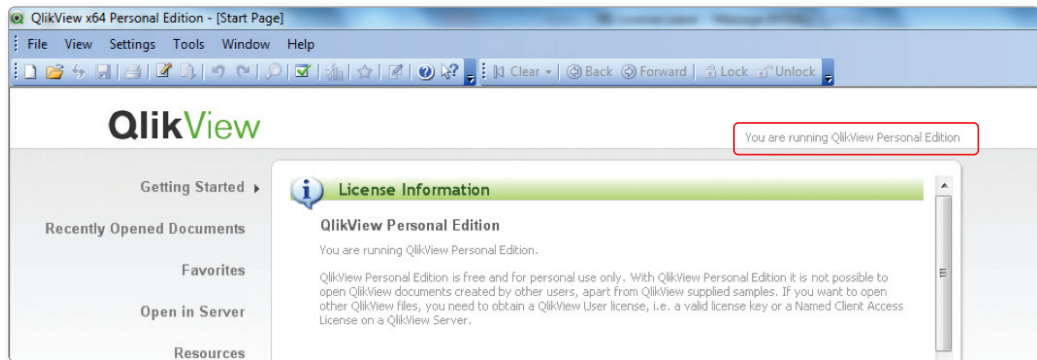 QlikView x64 Personal Edition - [Start Page]
File View Settings Tools Window Help
Clear Back Forward Lock Unlock
QlikView
You are running QlikView Personal Edition
Getting Started
Recently Opened Documents
Favorites
Open in Server
Resources
License Information
QlikView Personal Edition
You are running QlikView Personal Edition.
QlikView Personal Edition is free and for personal use only. With QlikView Personal Edition it is not possible to
open QlikView documents created by other users, apart from QlikView supplied samples. If you want to open
other QlikView files, you need to obtain a QlikView User license, i.e. a valid license key or a Named Client Access
License on a QlikView Server.